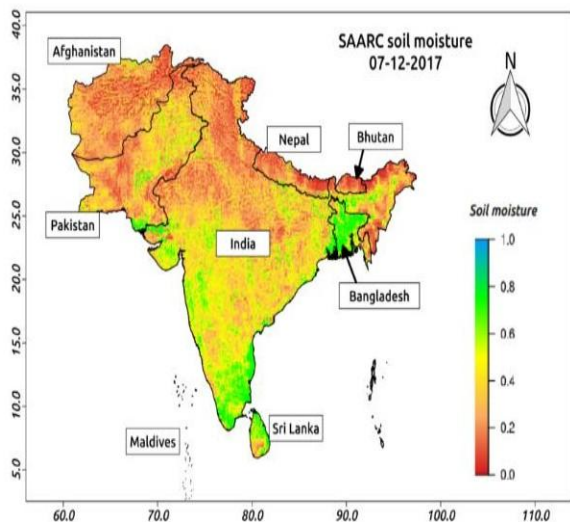 SAARC soil moisture
07-12-2017
N
Afghanistan
Nepal
Bhutan
Pakistan
India
Bangladesh
Sri Lanka
Maldives
Soil moisture
1.0
0.8
0.6
0.4
0.2
0.0
40.0
35.0
30.0
25.0
20.0
15.0
10.0
5.0
60.0 70.0 80.0 90.0 100.0 110.0